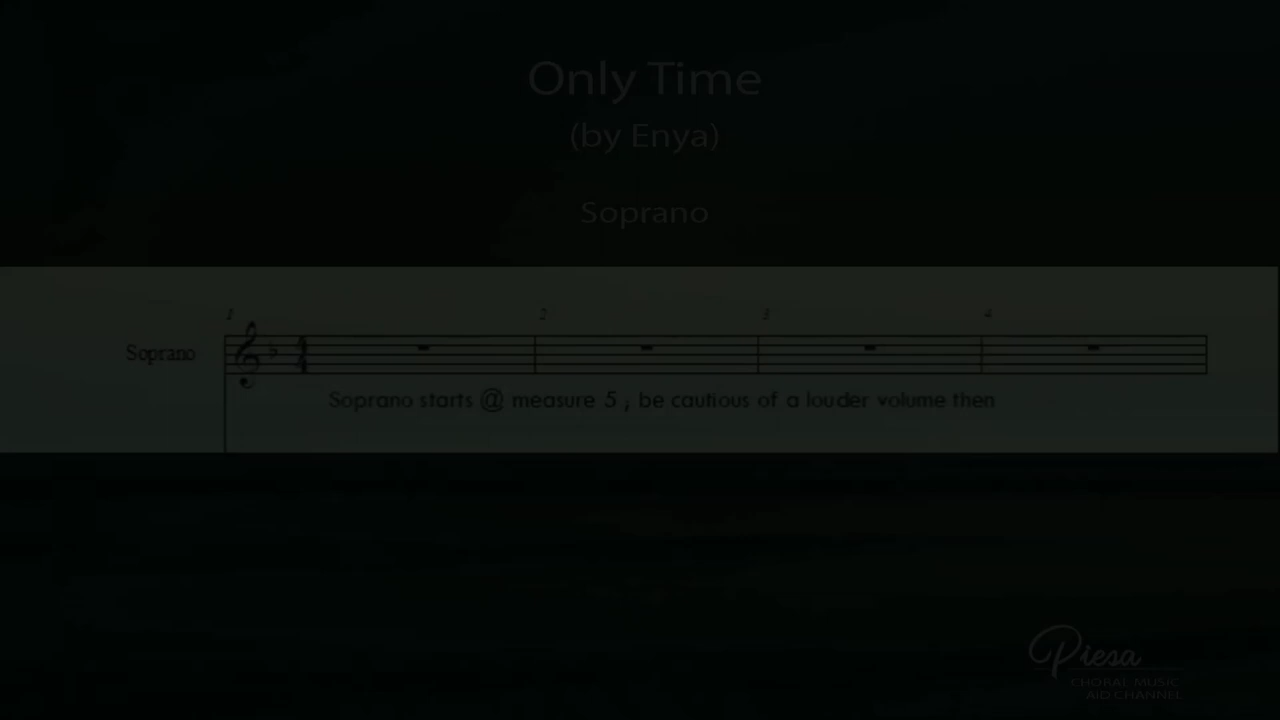 Only Time
(by Enya)
Soprano
1 2 3 4
Soprano
Soprano starts @ measure 5 ; be cautious of a louder volume then
Piesa
CHORAL MUSIC
AID CHANNEL